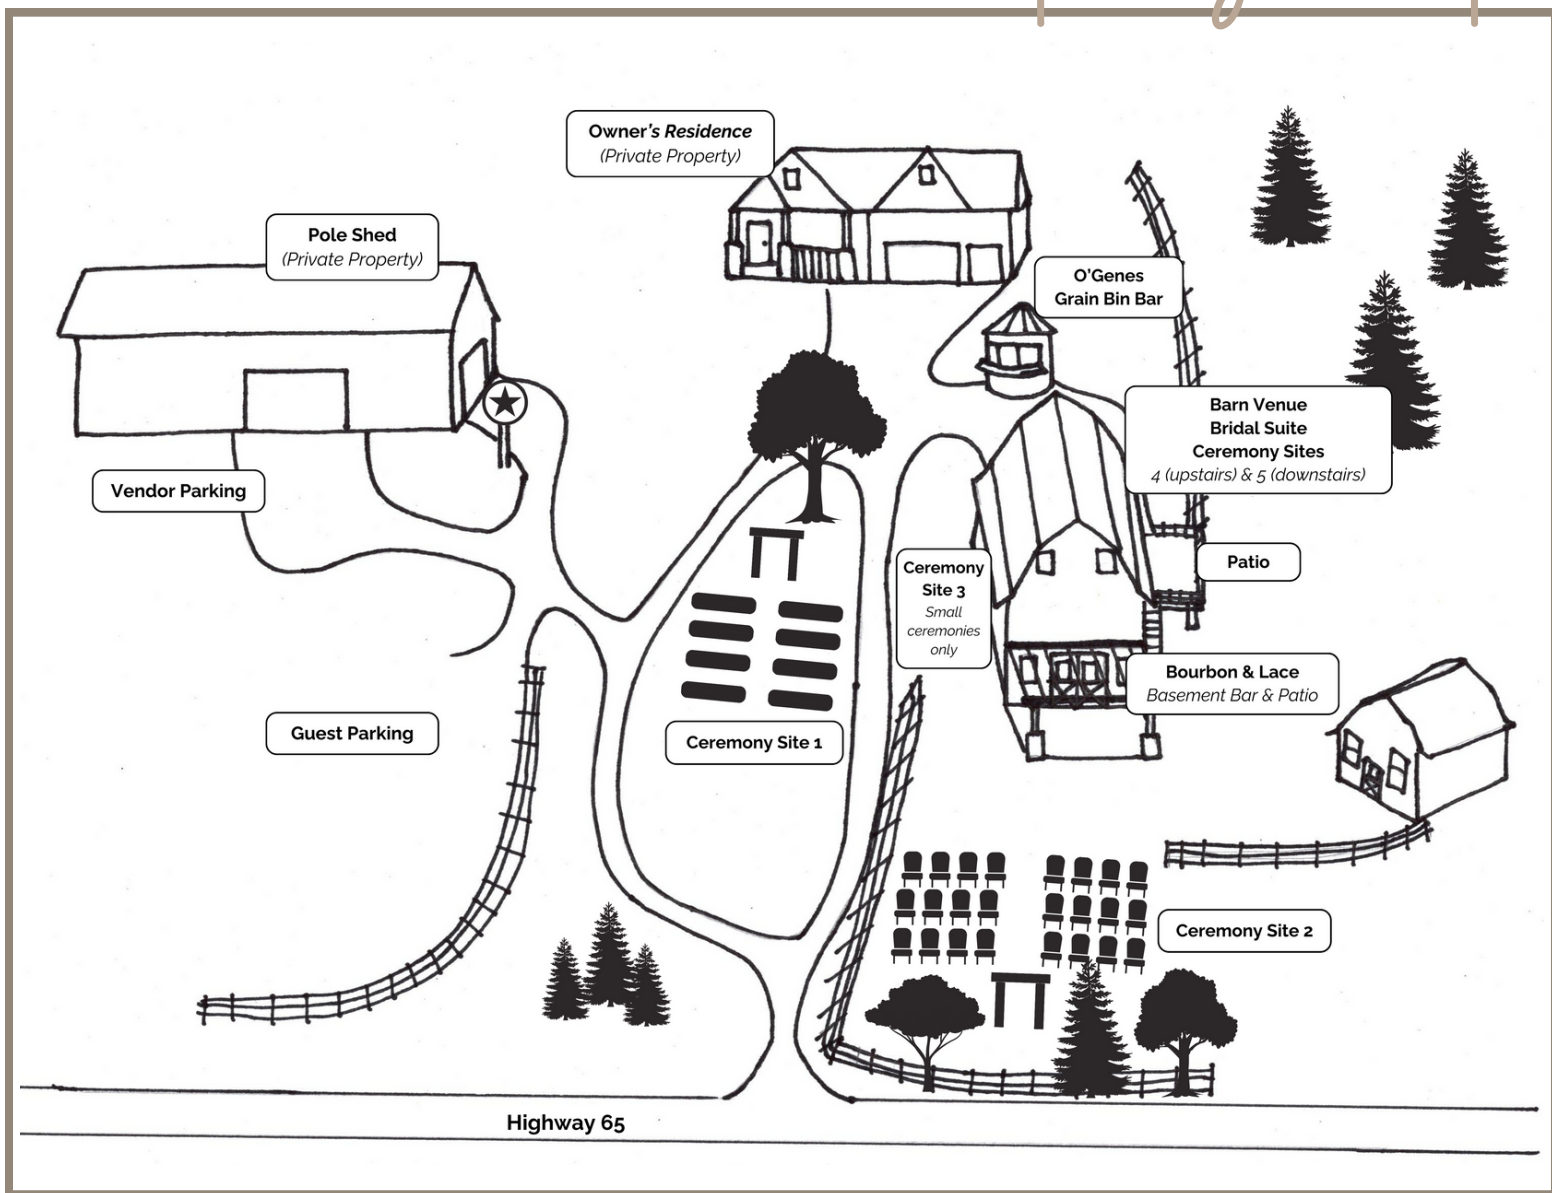 Owner's Residence
(Private Property)
Pole Shed
(Private Property)
O'Genes
Grain Bin Bar
Barn Venue
Bridal Suite
Ceremony Sites
4 (upstairs) & 5 (downstairs)
Vendor Parking
Patio
Ceremony
Site 3
Small
ceremonies
only
Bourbon & Lace
Basement Bar & Patio
Guest Parking
Ceremony Site 1
Ceremony Site 2
Highway 65